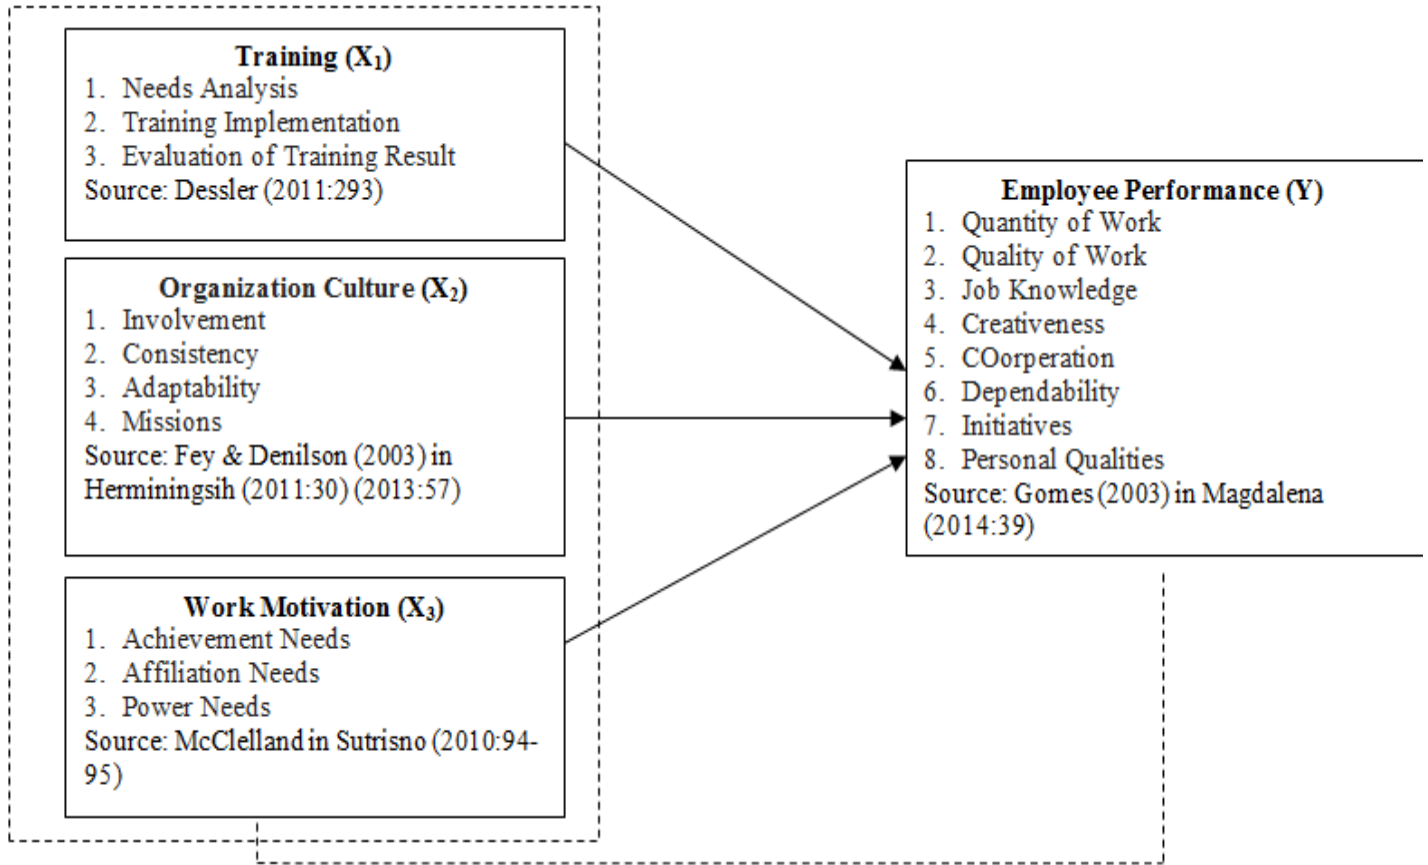 Training (X₁)
1. Needs Analysis
2. Training Implementation
3. Evaluation of Training Result
Source: Dessler (2011:293)
Organization Culture (X₂)
1. Involvement
2. Consistency
3. Adaptability
4. Missions
Source: Fey & Denilson (2003) in
Herminingsih (2011:30) (2013:57)
Work Motivation (X₃)
1. Achievement Needs
2. Affiliation Needs
3. Power Needs
Source: McClelland in Sutrisno (2010:94-
95)
Employee Performance (Y)
1. Quantity of Work
2. Quality of Work
3. Job Knowledge
4. Creativeness
5. COorperation
6. Dependability
7. Initiatives
8. Personal Qualities
Source: Gomes (2003) in Magdalena
(2014:39)